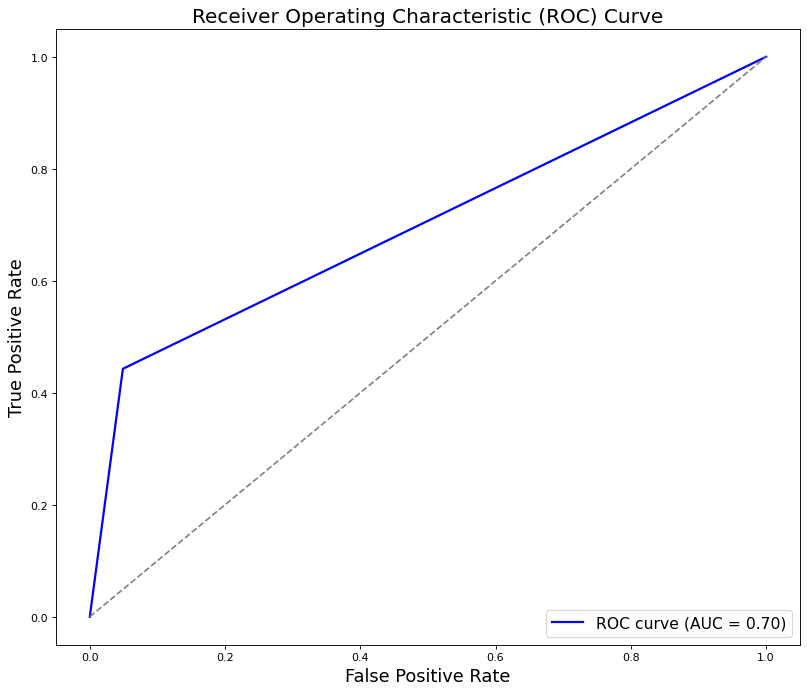 Receiver Operating Characteristic (ROC) Curve
1.0
0.8
0.6
0.4
0.2
0.0
True Positive Rate
ROC curve (AUC = 0.70)
0.0 0.2 0.4 0.6 0.8 1.0
False Positive Rate